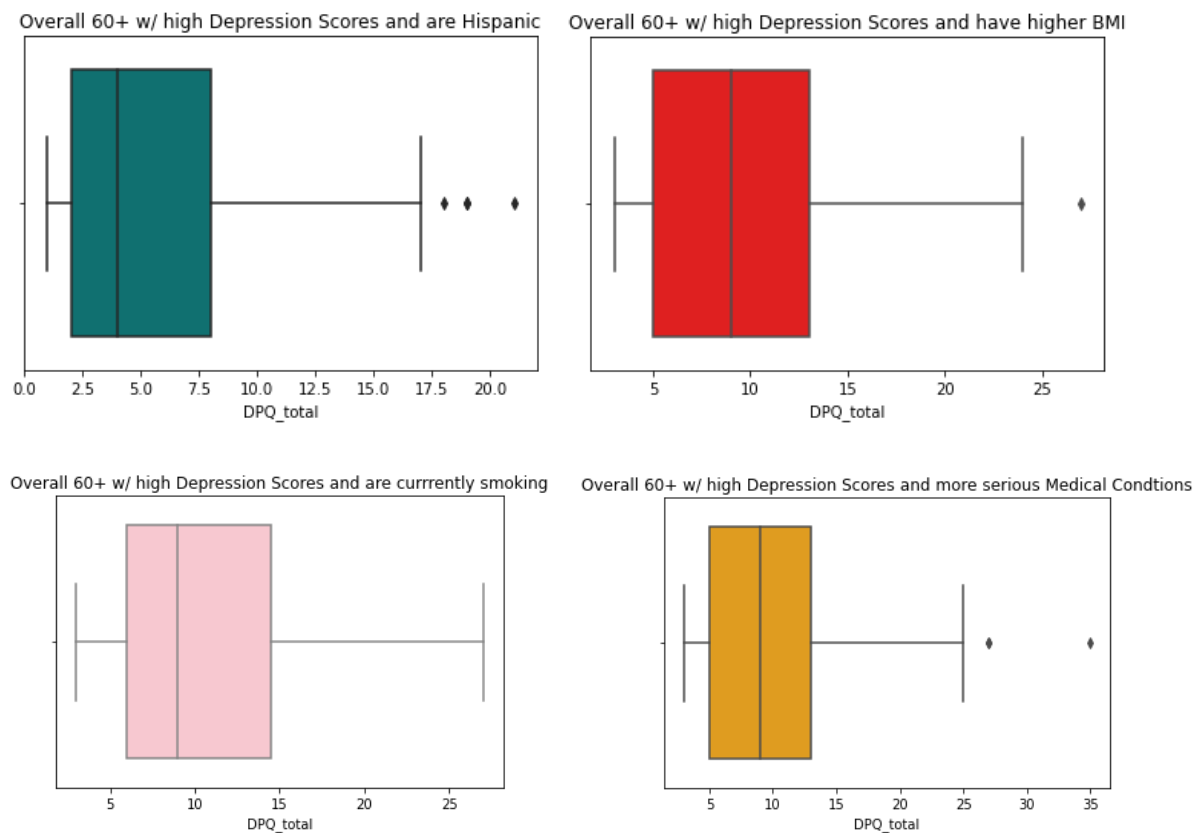 Overall 60+ w/ high Depression Scores and are Hispanic
0.0 2.5 5.0 7.5 10.0 12.5 15.0 17.5 20.0
DPQ_total
Overall 60+ w/ high Depression Scores and have higher BMI
5 10 15 20 25
DPQ_total
Overall 60+ w/ high Depression Scores and are currrently smoking
5 10 15 20 25
DPQ_total
Overall 60+ w/ high Depression Scores and more serious Medical Condtions
5 10 15 20 25 30 35
DPQ_total